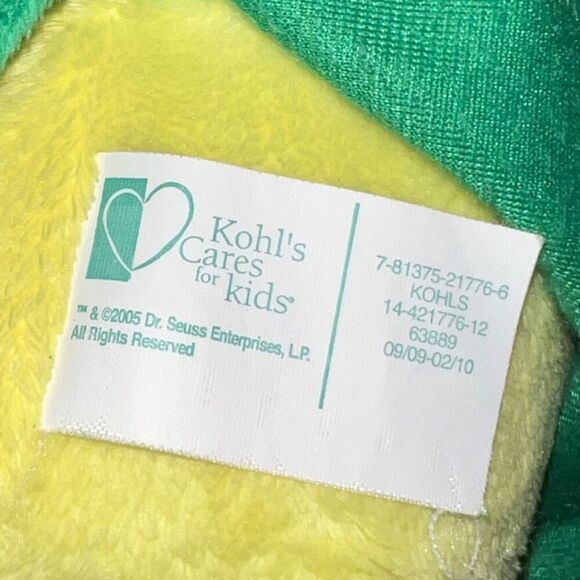 Kohl's
Cares
for kids®
™ & ©2005 Dr. Seuss Enterprises, L.P.
All Rights Reserved
7-81375-21776-6
KOHLS
14-421776-12
63889
09/09-02/10